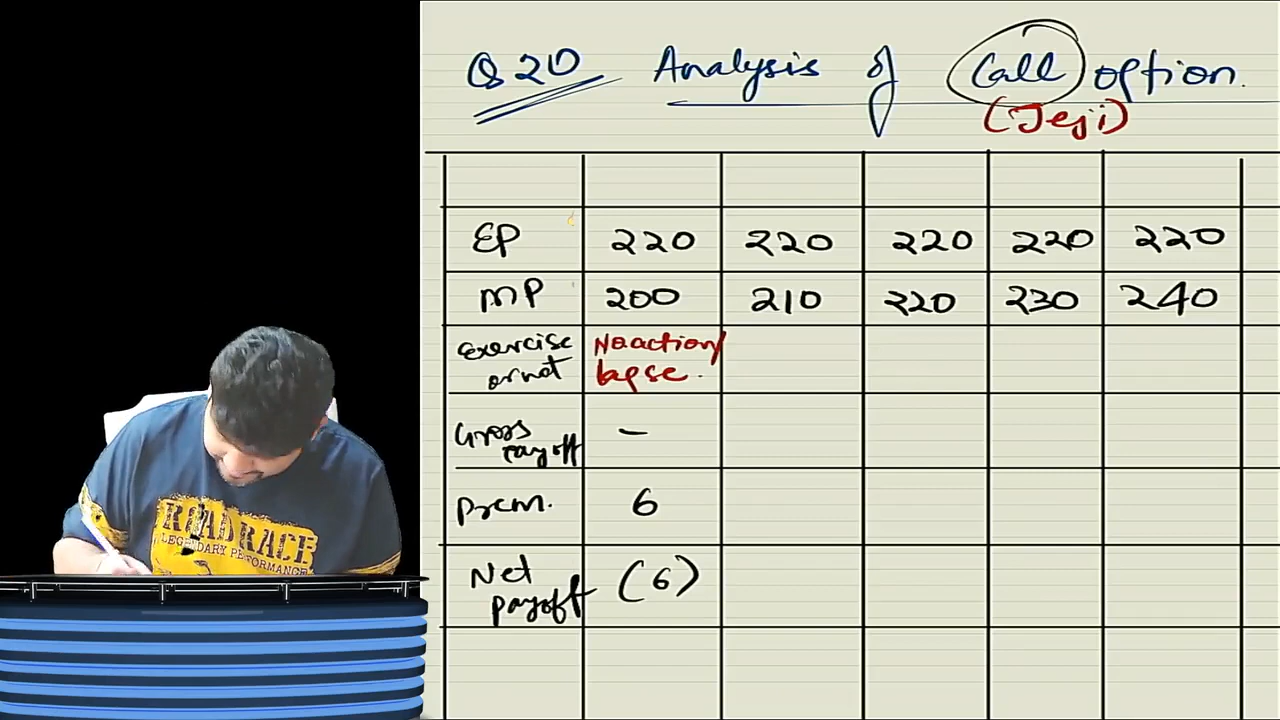 Q 20 Analysis of Call option.
(Teji)
EP 220 220 220 220 220
MP 200 210 220 230 240
Exercise or not No action/ lapse.
Gross payoff –
Prem. 6
Net payoff (6)
ROADRACE
LEGENDARY PERFORMANCE